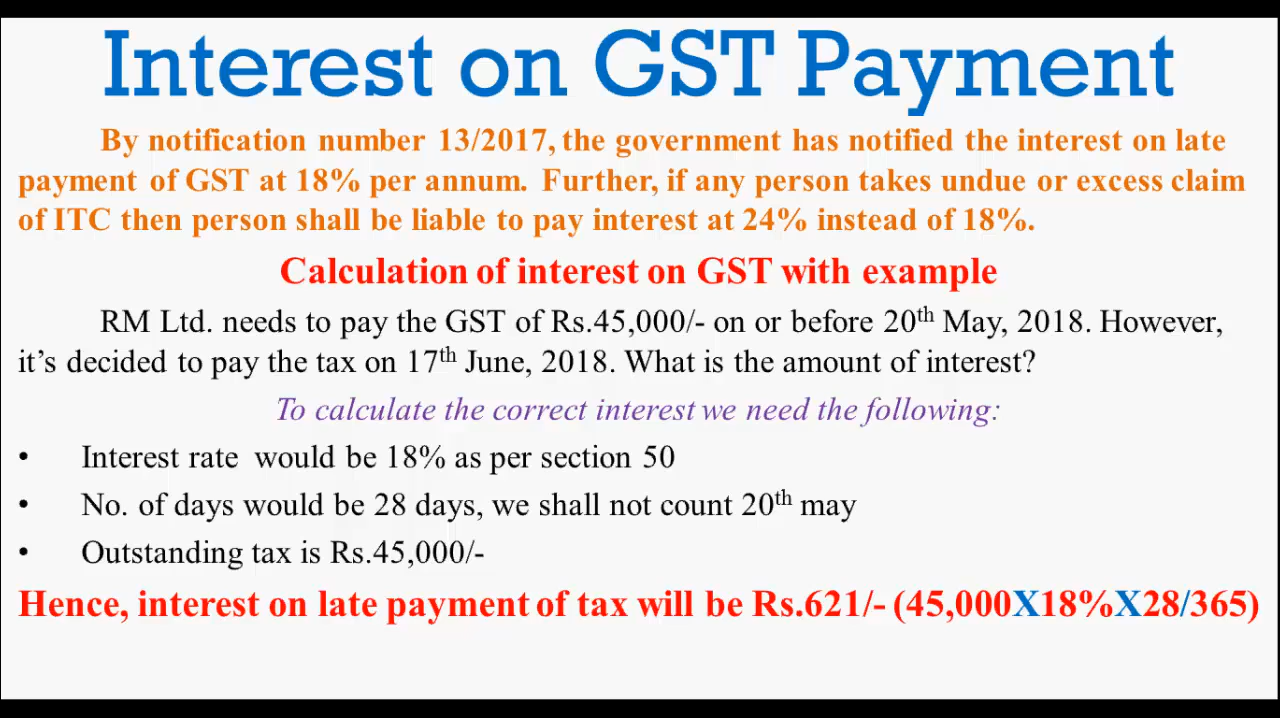 Interest on GST Payment
By notification number 13/2017, the government has notified the interest on late
payment of GST at 18% per annum. Further, if any person takes undue or excess claim
of ITC then person shall be liable to pay interest at 24% instead of 18%.
Calculation of interest on GST with example
RM Ltd. needs to pay the GST of Rs.45,000/- on or before 20th May, 2018. However,
it’s decided to pay the tax on 17th June, 2018. What is the amount of interest?
To calculate the correct interest we need the following:
• Interest rate would be 18% as per section 50
• No. of days would be 28 days, we shall not count 20th may
• Outstanding tax is Rs.45,000/-
Hence, interest on late payment of tax will be Rs.621/- (45,000X18%X28/365)